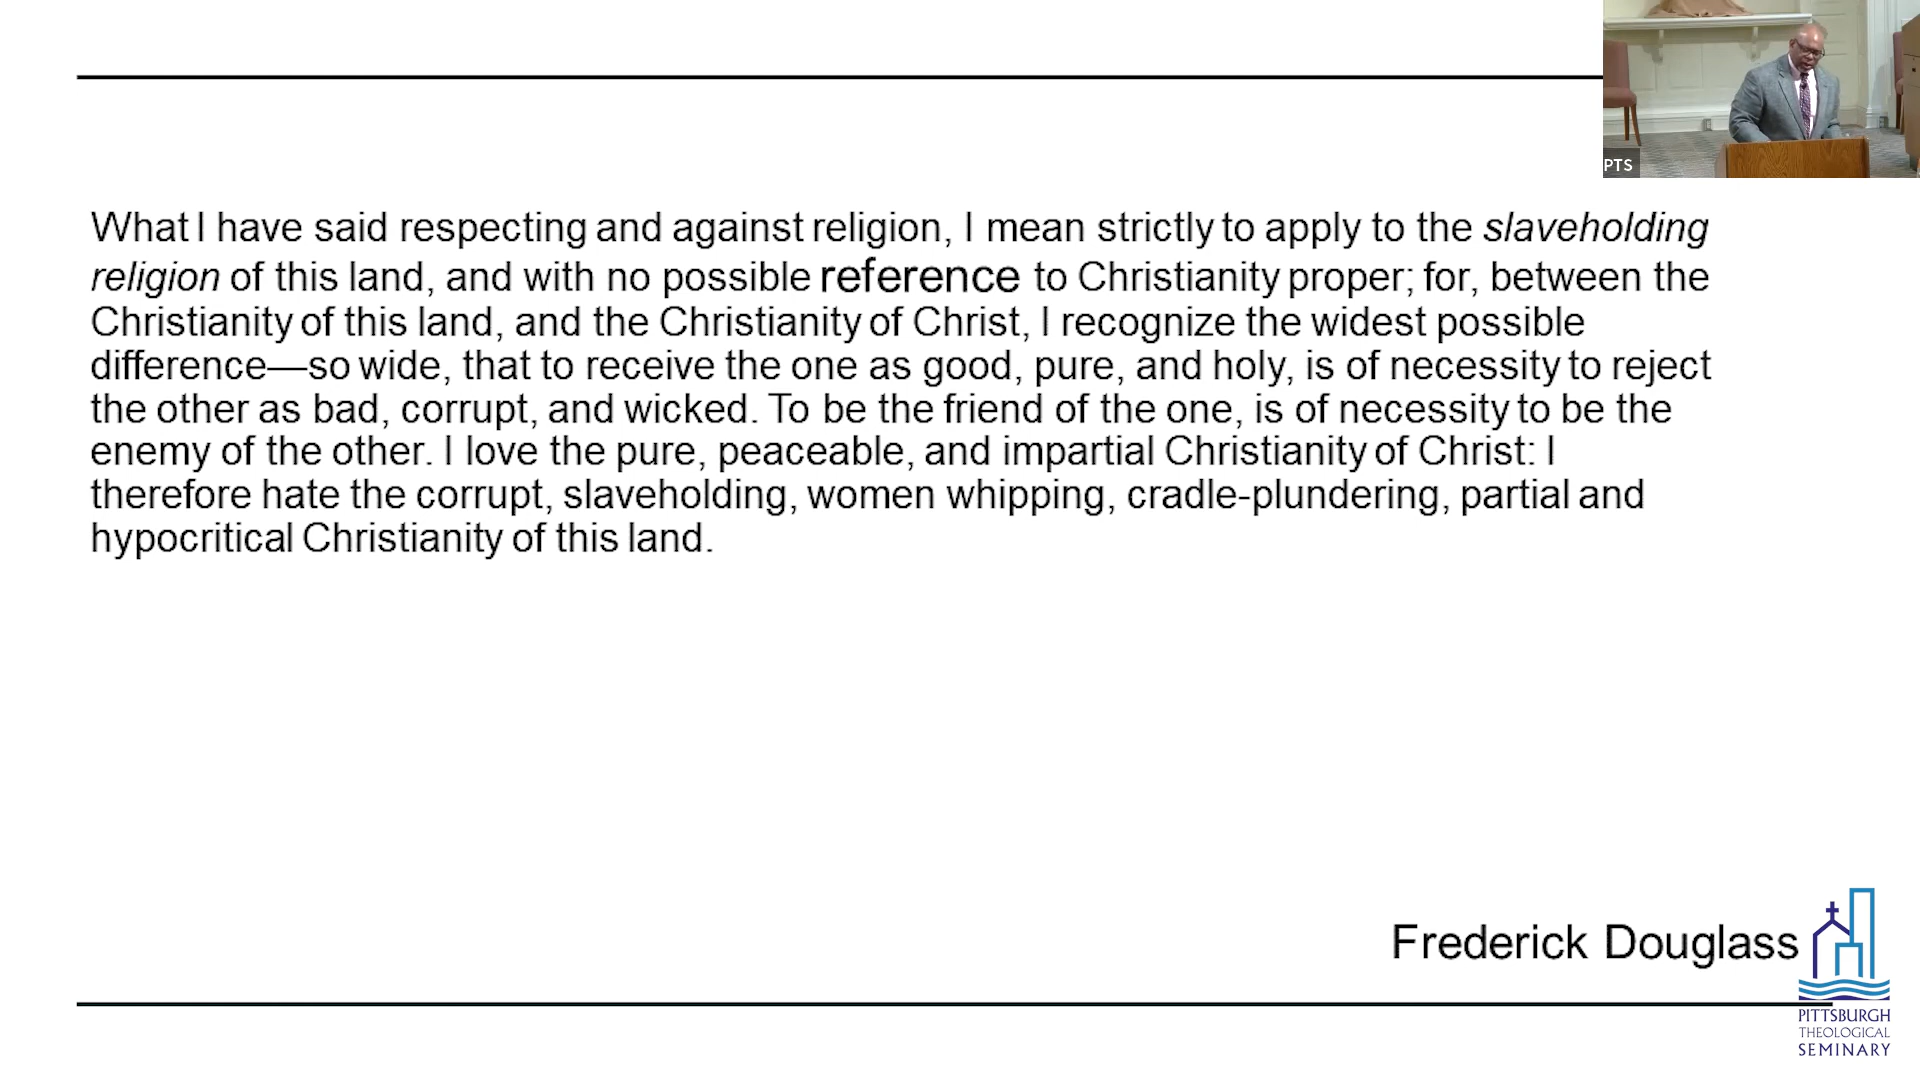 PTS
What I have said respecting and against religion, I mean strictly to apply to the slaveholding
religion of this land, and with no possible reference to Christianity proper; for, between the
Christianity of this land, and the Christianity of Christ, I recognize the widest possible
difference—so wide, that to receive the one as good, pure, and holy, is of necessity to reject
the other as bad, corrupt, and wicked. To be the friend of the one, is of necessity to be the
enemy of the other. I love the pure, peaceable, and impartial Christianity of Christ: I
therefore hate the corrupt, slaveholding, women whipping, cradle-plundering, partial and
hypocritical Christianity of this land.
Frederick Douglass
PITTSBURGH
THEOLOGICAL
SEMINARY